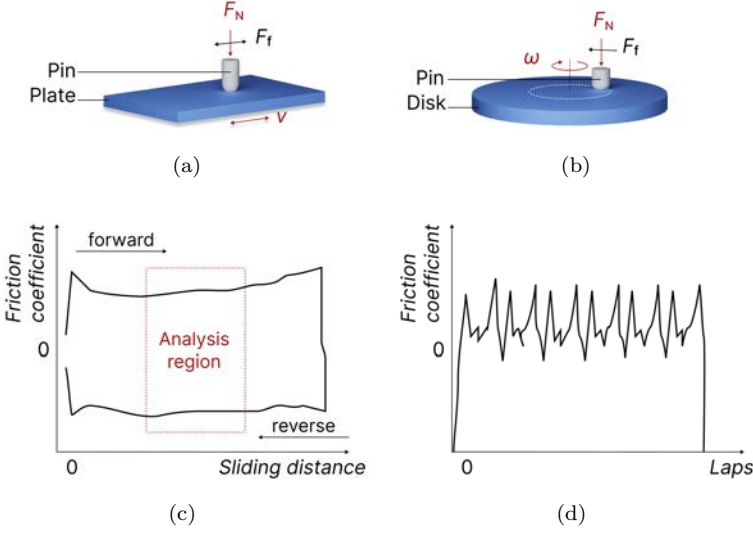 F_N
F_f
Pin
Plate
v
(a)
F_N
ω
F_f
Pin
Disk
(b)
Friction
coefficient
forward
0
Analysis
region
reverse
0
Sliding distance
(c)
Friction
coefficient
0
0
Laps
(d)